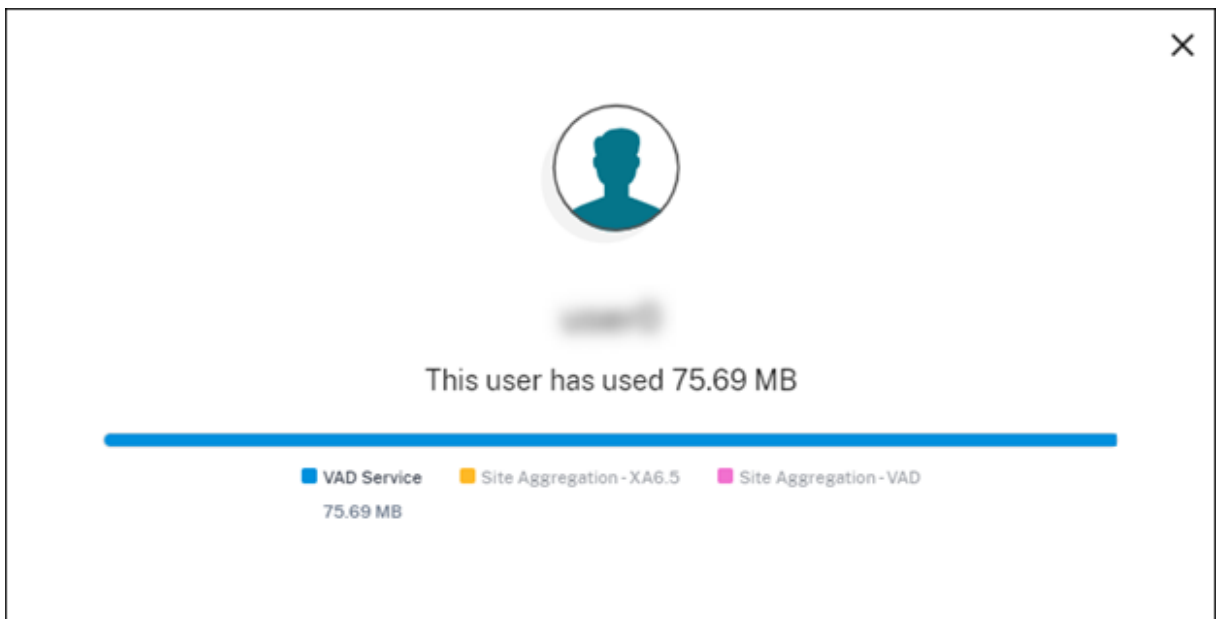 This user has used 75.69 MB
VAD Service Site Aggregation - XA6.5 Site Aggregation - VAD
75.69 MB